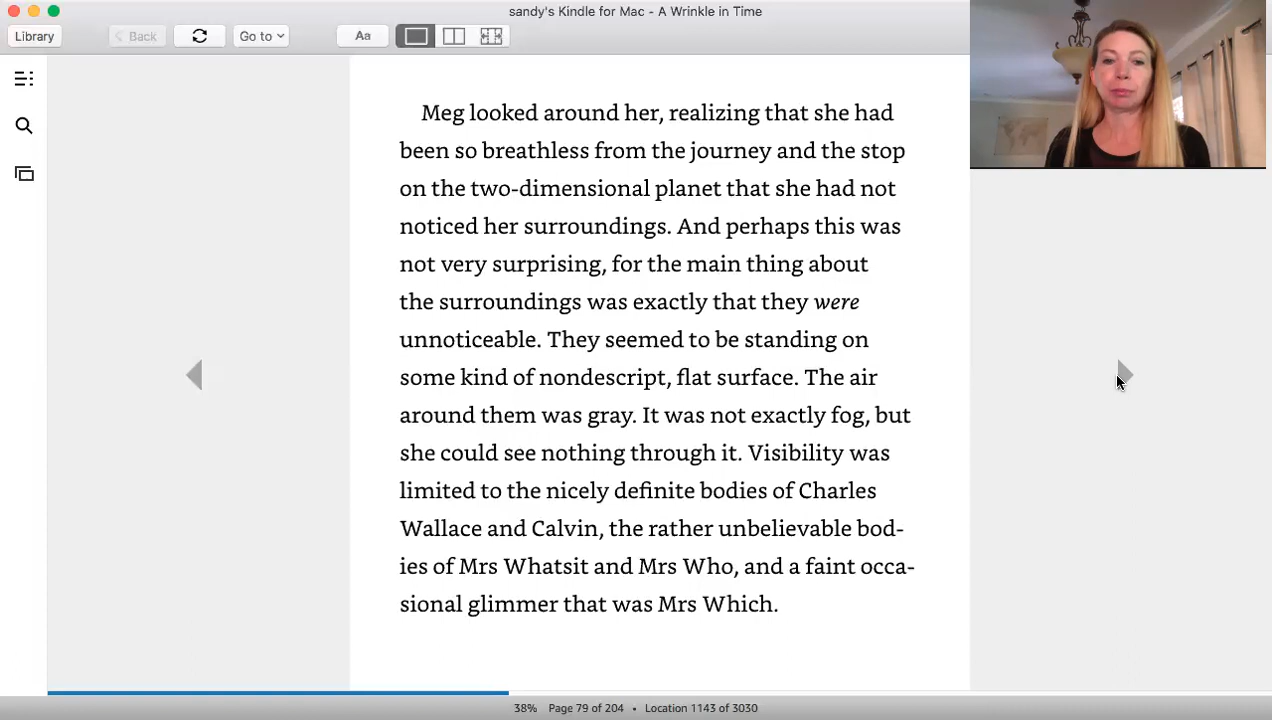 sandy's Kindle for Mac - A Wrinkle in Time
Library
Back
Go to
Aa
Meg looked around her, realizing that she had
been so breathless from the journey and the stop
on the two-dimensional planet that she had not
noticed her surroundings. And perhaps this was
not very surprising, for the main thing about
the surroundings was exactly that they were
unnoticeable. They seemed to be standing on
some kind of nondescript, flat surface. The air
around them was gray. It was not exactly fog, but
she could see nothing through it. Visibility was
limited to the nicely definite bodies of Charles
Wallace and Calvin, the rather unbelievable bod-
ies of Mrs Whatsit and Mrs Who, and a faint occa-
sional glimmer that was Mrs Which.
38% Page 79 of 204 • Location 1143 of 3030